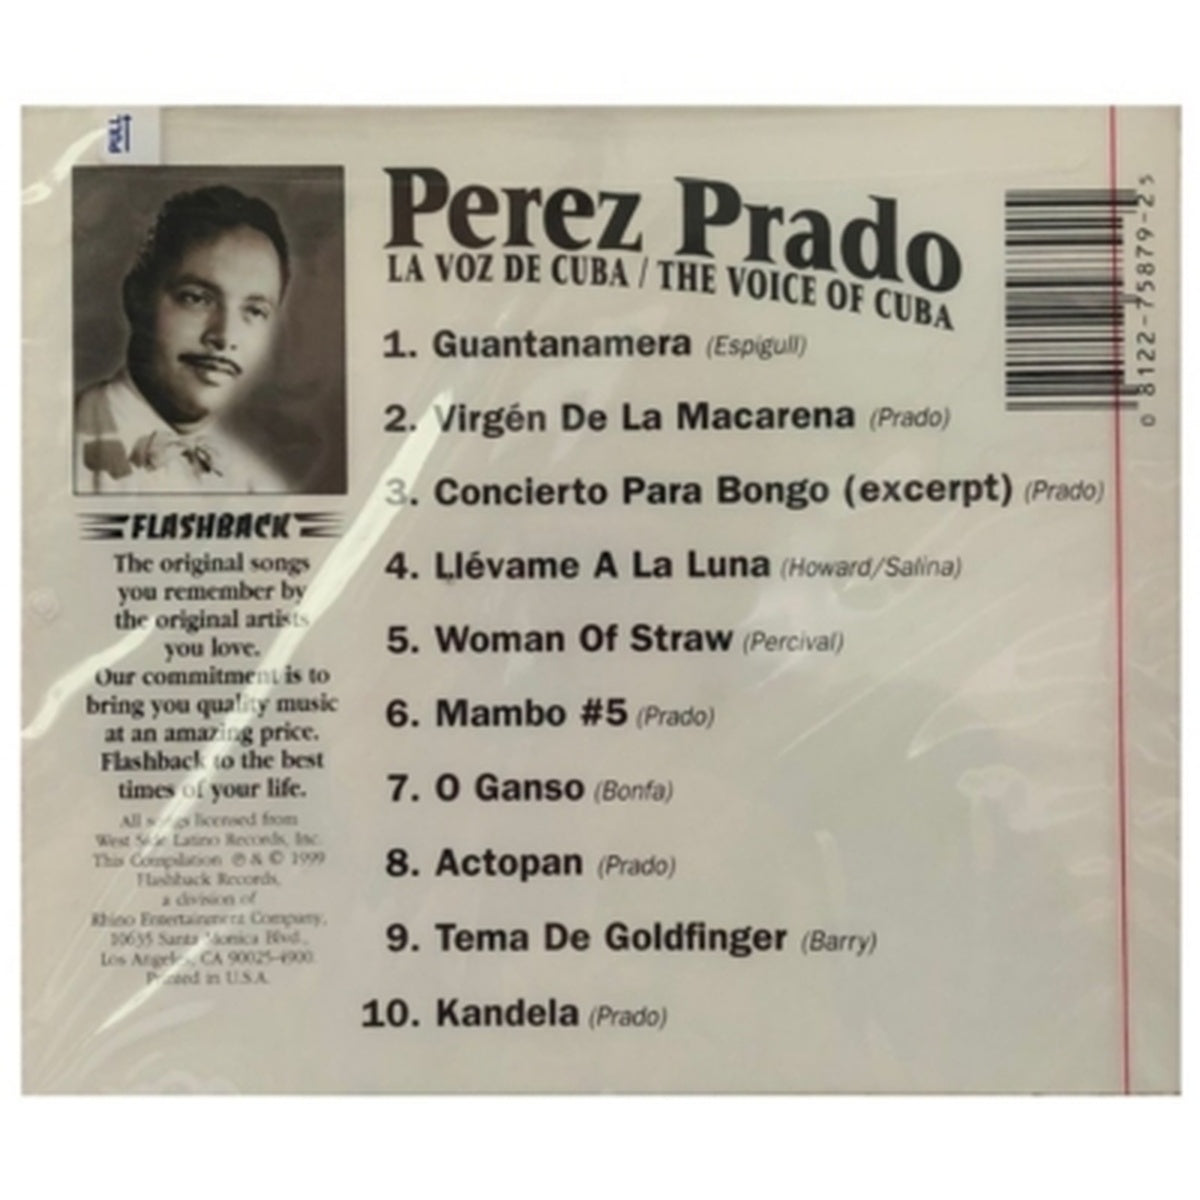 PULL
Perez Prado
LA VOZ DE CUBA / THE VOICE OF CUBA
1. Guantanamera (Espigull)
2. Virgén De La Macarena (Prado)
3. Concierto Para Bongo (excerpt) (Prado)
4. Llévame A La Luna (Howard/Salina)
5. Woman Of Straw (Percival)
6. Mambo #5 (Prado)
7. O Ganso (Bonfa)
8. Actopan (Prado)
9. Tema De Goldfinger (Barry)
10. Kandela (Prado)
FLASHBACK
The original songs
you remember by
the original artists
you love.
Our commitment is to
bring you quality music
at an amazing price.
Flashback to the best
times of your life.
All songs licensed from
West Side Latino Records, Inc.
This Compilation ℗ & © 1999
Flashback Records,
a division of
Rhino Entertainment Company,
10635 Santa Monica Blvd.,
Los Angeles, CA 90025-4900.
Printed in U.S.A.
0 8122-75879-2 5